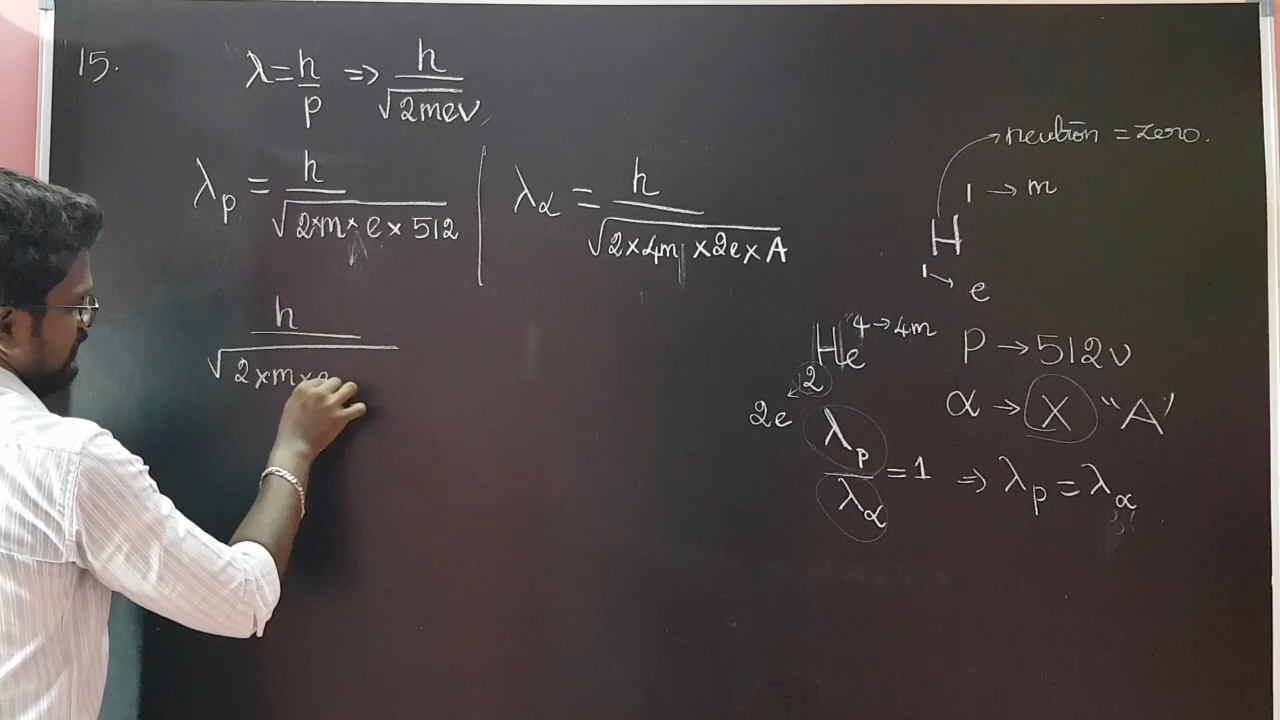 15.
λ = h/p => h/√2mev
λp = h/√2×m×e×512 | λα = h/√2×4m×2e×A
h/√2×m×
neutron = zero.
1 → m
H
1 → e
He 4 → 4m
2
2e
P → 512v
α → X "A"
λp/λα = 1 => λp = λα